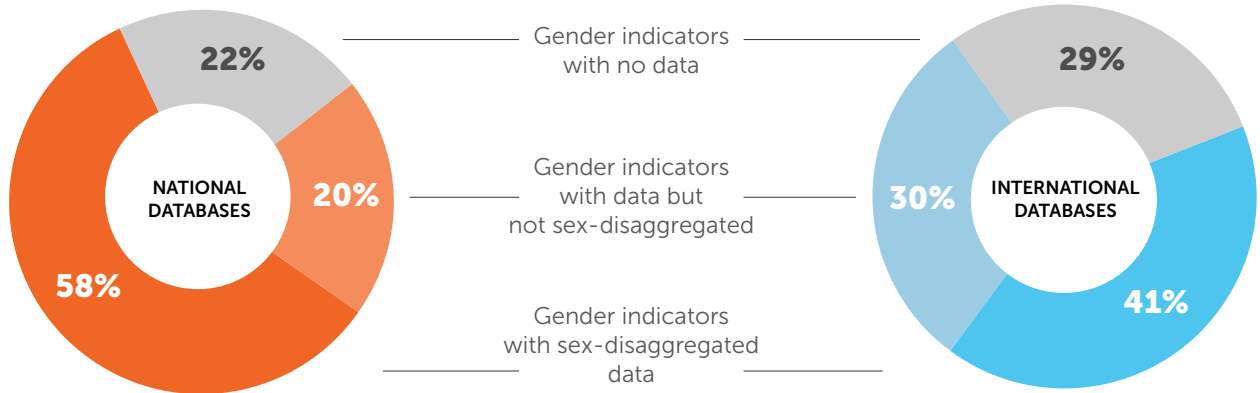 22%
20%
58%
NATIONAL
DATABASES
Gender indicators
with no data
Gender indicators
with data but
not sex-disaggregated
Gender indicators
with sex-disaggregated
data
29%
30%
41%
INTERNATIONAL
DATABASES